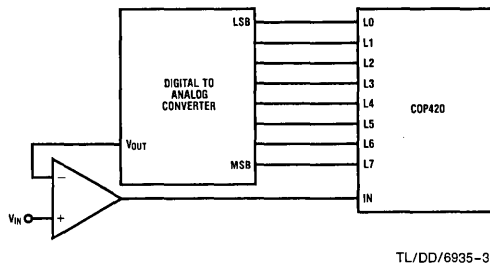 LSB
DIGITAL TO
ANALOG
CONVERTER
VOUT
MSB
L0
L1
L2
L3
L4
L5
L6
L7
IN
COP420
−
+
VIN
TL/DD/6935–3